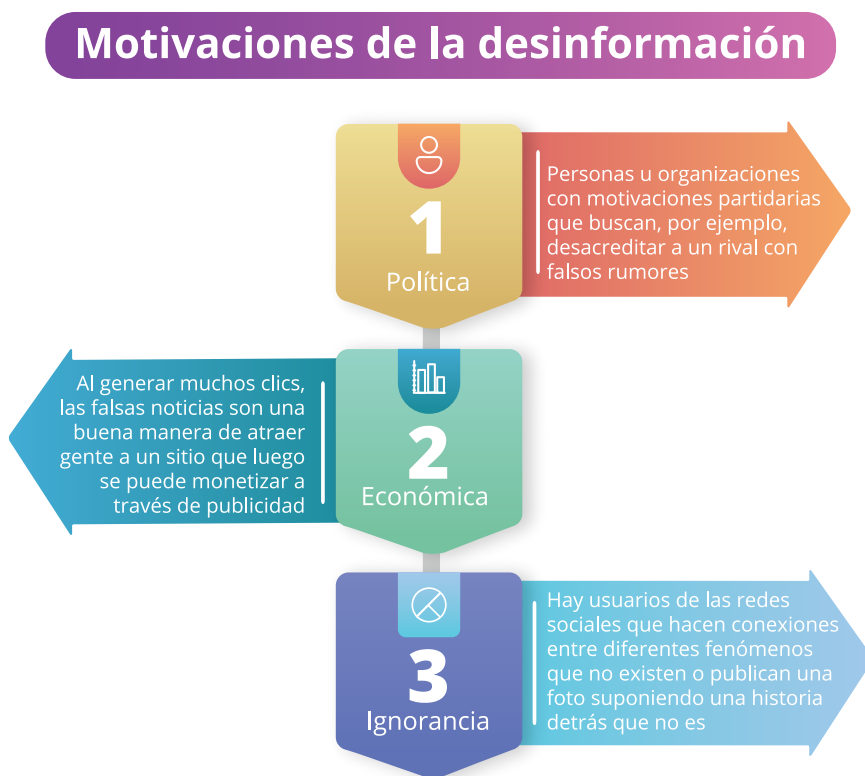 Motivaciones de la desinformación
1
Política
Personas u organizaciones
con motivaciones partidarias
que buscan, por ejemplo,
desacreditar a un rival con
falsos rumores
Al generar muchos clics,
las falsas noticias son una
buena manera de atraer
gente a un sitio que luego
se puede monetizar a
través de publicidad
2
Económica
3
Ignorancia
Hay usuarios de las redes
sociales que hacen conexiones
entre diferentes fenómenos
que no existen o publican una
foto suponiendo una historia
detrás que no es